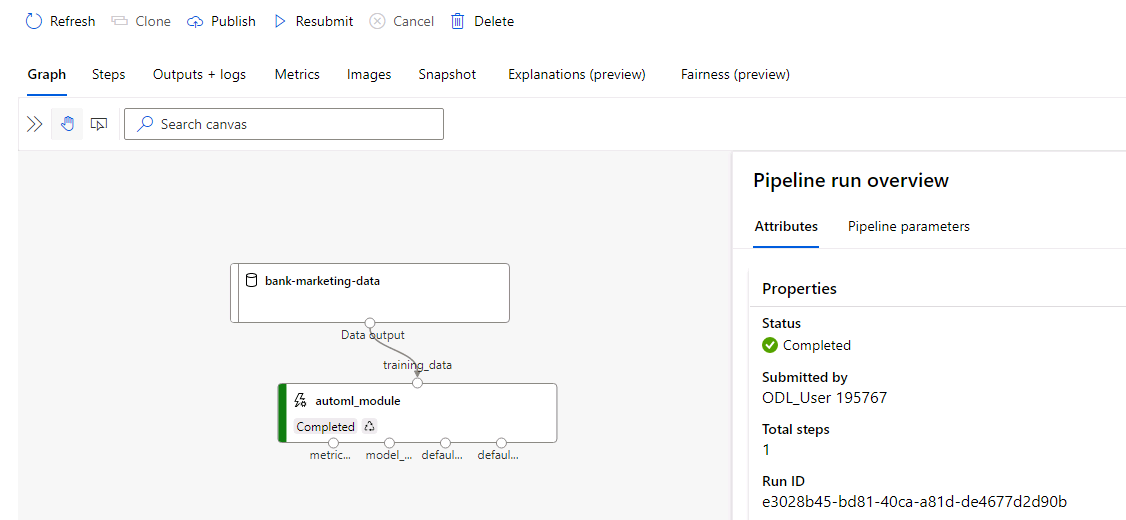 Refresh Clone Publish Resubmit Cancel Delete
Graph Steps Outputs + logs Metrics Images Snapshot Explanations (preview) Fairness (preview)
Search canvas
bank-marketing-data
Data output
training_data
automl_module
Completed
metric... model_... defaul... defaul...
Pipeline run overview
Attributes Pipeline parameters
Properties
Status
Completed
Submitted by
ODL_User 195767
Total steps
1
Run ID
e3028b45-bd81-40ca-a81d-de4677d2d90b